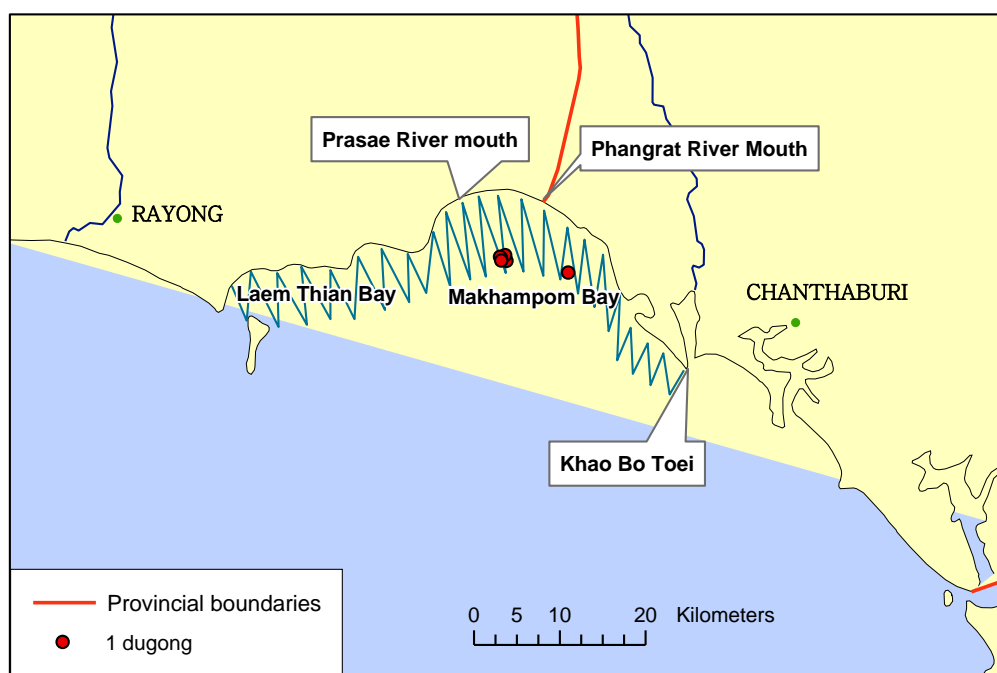 Prasae River mouth
Phangrat River Mouth
RAYONG
Laem Thian Bay
Makhampom Bay
CHANTHABURI
Khao Bo Toei
Provincial boundaries
1 dugong
0 5 10 20 Kilometers